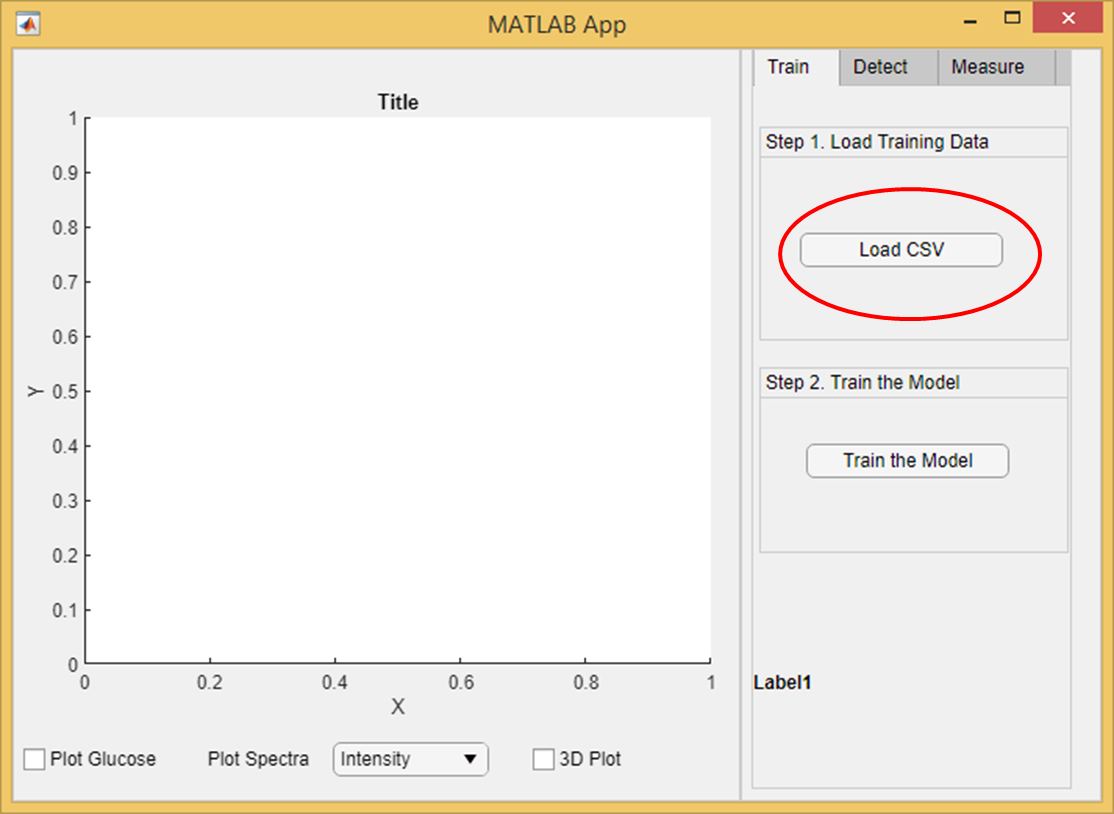 MATLAB App
Train Detect Measure
Title
Step 1. Load Training Data
Load CSV
Step 2. Train the Model
Train the Model
Label1
1
0.9
0.8
0.7
0.6
0.5
0.4
0.3
0.2
0.1
0
Y
0 0.2 0.4 0.6 0.8 1
X
Plot Glucose Plot Spectra Intensity 3D Plot